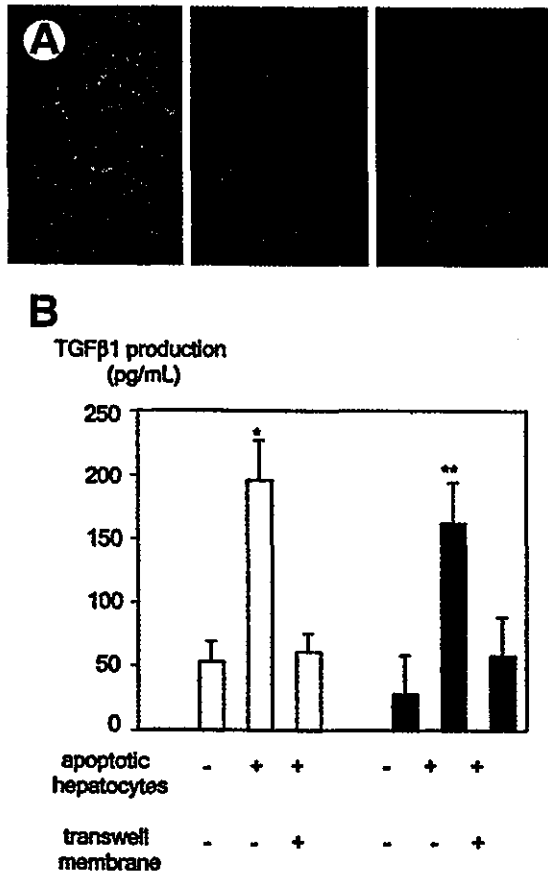 A
B
TGFβ1 production
(pg/mL)
250
200
150
100
50
0
*
**
apoptotic
hepatocytes
- + + - + +
transwell
membrane
- - + - - +